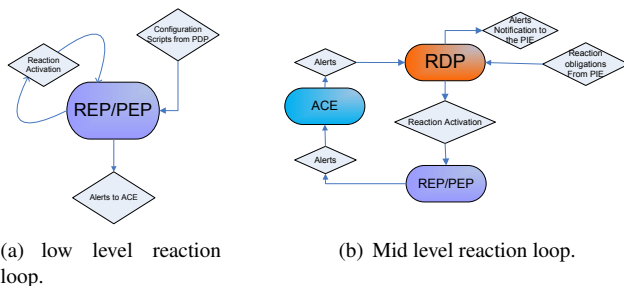 Configuration
Scripts from PDP
Reaction
Activation
REP/PEP
Alerts to ACE
Alerts
Notification to
the PIE
Alerts
RDP
Reaction
obligations
From PIE
ACE
Reaction Activation
Alerts
REP/PEP
(a) low level reaction
loop.
(b) Mid level reaction loop.